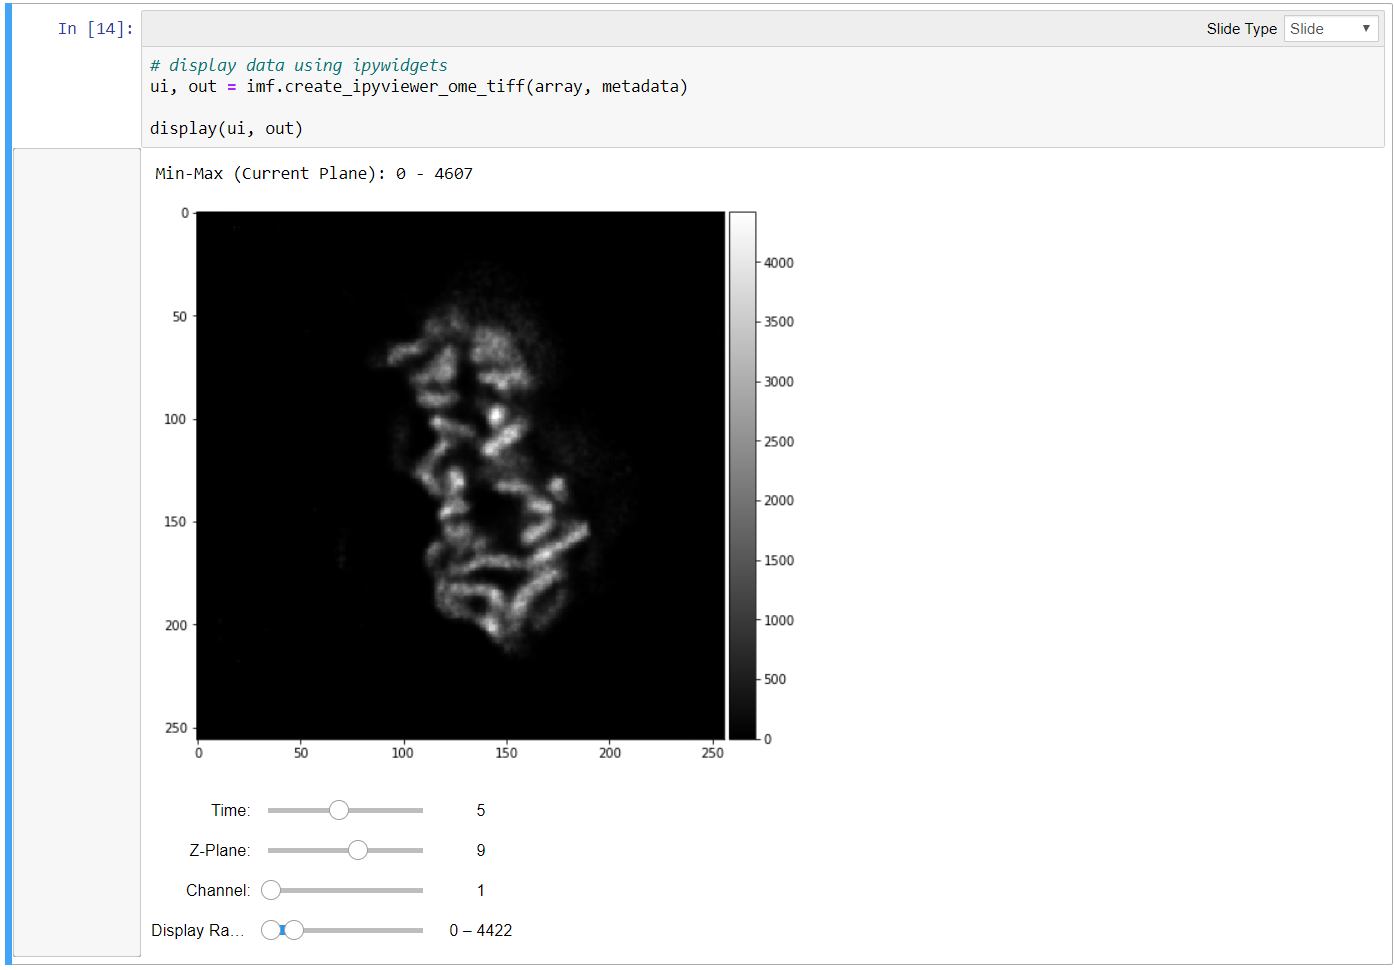 In [14]:
Slide Type Slide
# display data using ipywidgets
ui, out = imf.create_ipyviewer_ome_tiff(array, metadata)
display(ui, out)
Min-Max (Current Plane): 0 - 4607
0
50
100
150
200
250
0 50 100 150 200 250
4000
3500
3000
2500
2000
1500
1000
500
0
Time: 5
Z-Plane: 9
Channel: 1
Display Ra... 0 – 4422